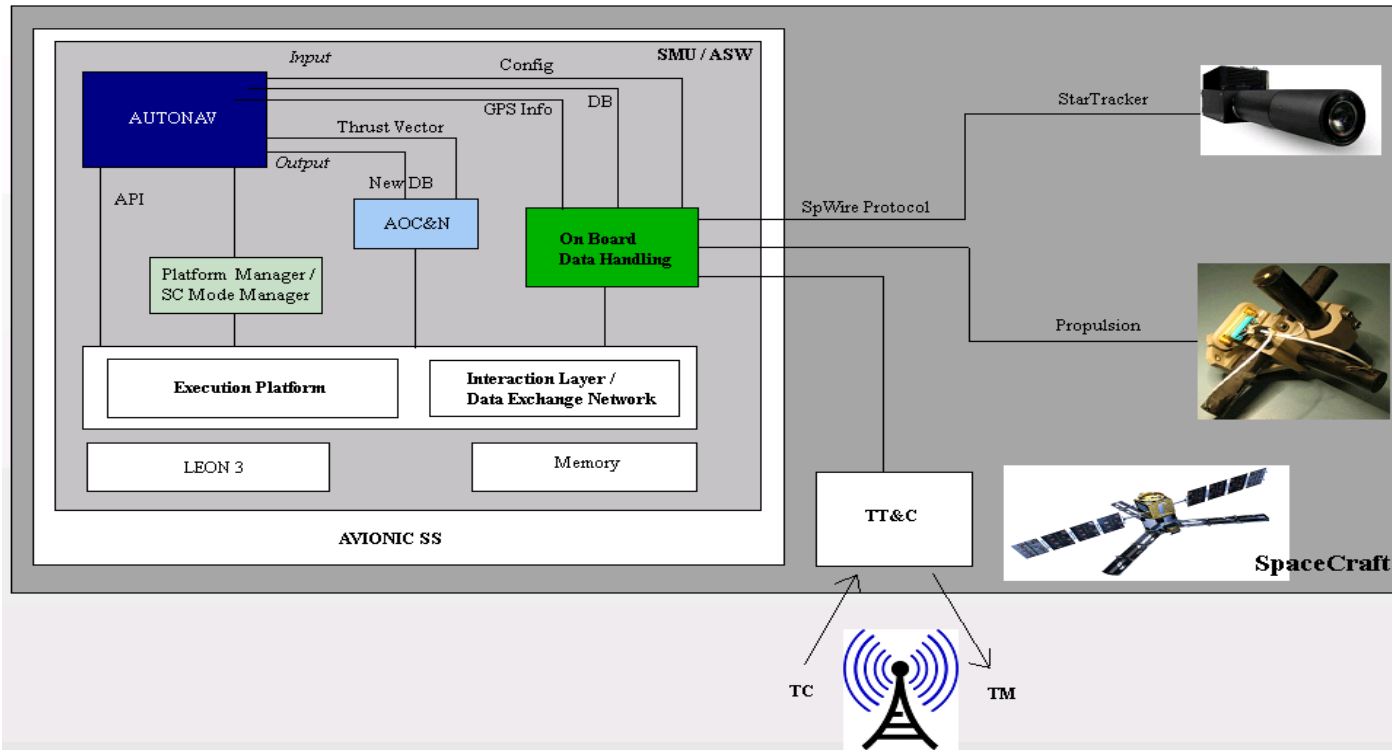 Input
SMU / ASW
Config
StarTracker
DB
GPS Info
AUTONAV
Thrust Vector
Output
New DB
API
SpWire Protocol
AOC&N
On Board
Data Handling
Platform Manager /
SC Mode Manager
Propulsion
Execution Platform
Interaction Layer /
Data Exchange Network
LEON 3
Memory
TT&C
AVIONIC SS
SpaceCraft
TC
TM